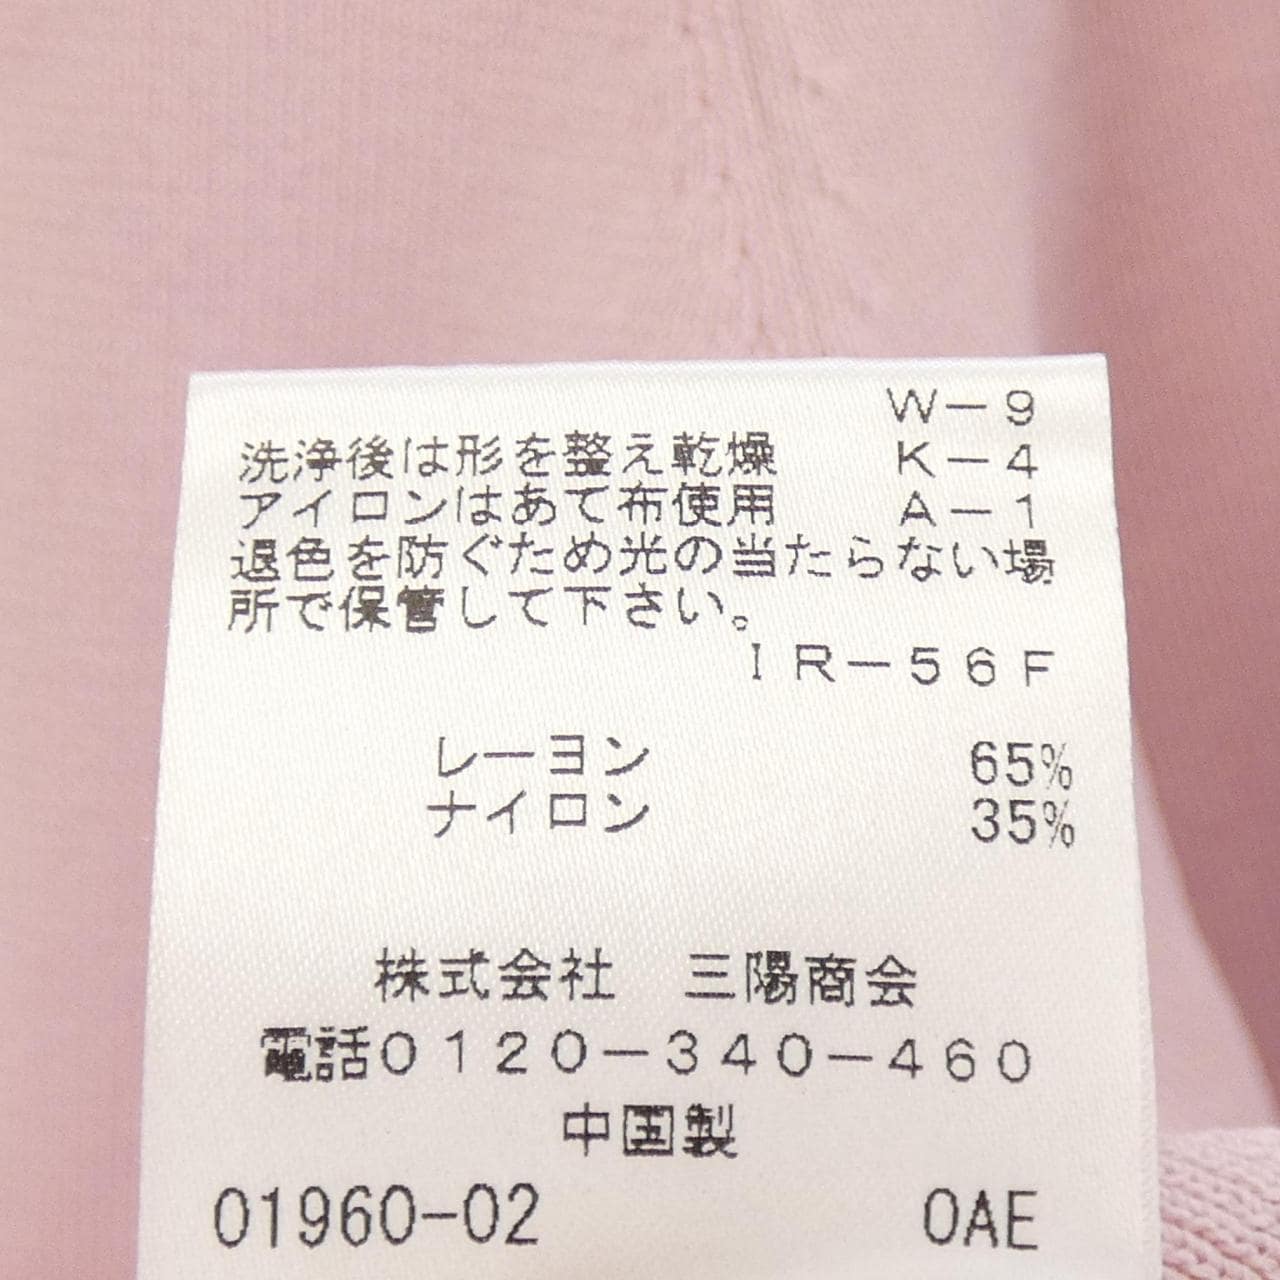 W－9
洗浄後は形を整え乾燥 K－4
アイロンはあて布使用 A－1
退色を防ぐため光の当たらない場
所で保管して下さい。
IR－56F
レーヨン 65%
ナイロン 35%
株式会社 三陽商会
電話0120－340－460
中国製
01960-02 0AE